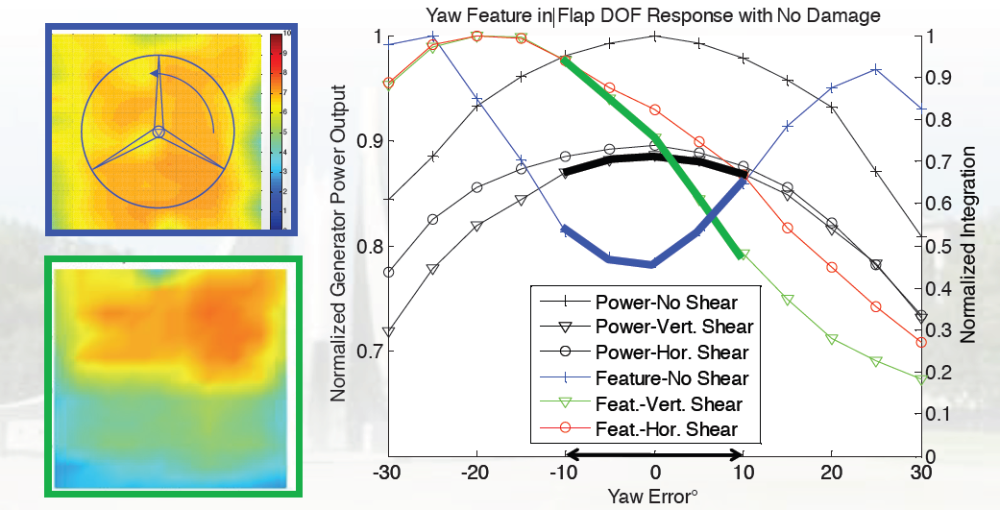 Yaw Feature in Flap DOF Response with No Damage
10
9
8
7
6
5
4
3
2
1
0
Normalized Generator Power Output
1
0.9
0.8
0.7
Power-No Shear
Power-Vert. Shear
Power-Hor. Shear
Feature-No Shear
Feat.-Vert. Shear
Feat.-Hor. Shear
1
0.9
0.8
0.7
0.6
0.5
0.4
0.3
0.2
0.1
0
Normalized Integration
-30 -20 -10 0 10 20 30
Yaw Error°